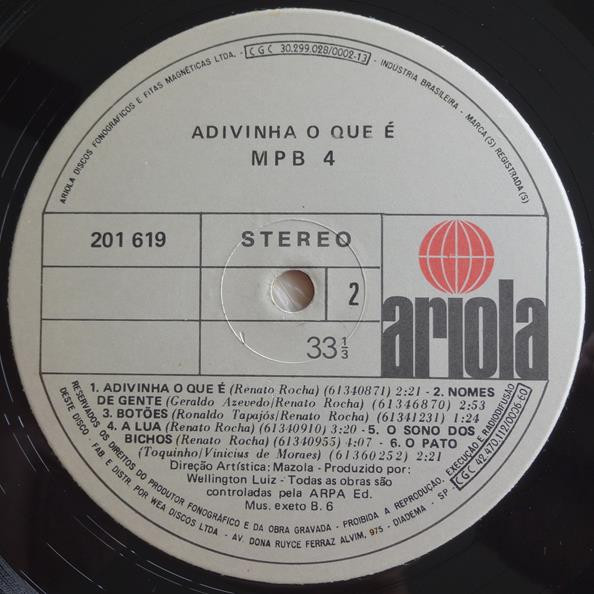 ARIOLA DISCOS FONOGRÁFICOS E FITAS MAGNÉTICAS LTDA. - CGC 30.299.028/0002-13 - INDÚSTRIA BRASILEIRA - MARCA(S) REGISTRADA(S)
ADIVINHA O QUE É
MPB 4
201 619
STEREO
2
33 1/3
ariola
1. ADIVINHA O QUE É (Renato Rocha) (61340871) 2:21 - 2. NOMES
DE GENTE (Geraldo Azevedo/Renato Rocha) (61346870) 2:53
3. BOTÕES (Ronaldo Tapajós/Renato Rocha) (61341231) 1:24
4. A LUA (Renato Rocha) (61340910) 3:20 - 5. O SONO DOS
BICHOS (Renato Rocha) (61340955) 4:07 - 6. O PATO
(Toquinho/Vinicius de Moraes) (61360252) 2:21
Direção Artística: Mazola - Produzido por:
Wellington Luiz - Todas as obras são
controladas pela ARPA Ed.
Mus. exeto B. 6
RESERVADOS OS DIREITOS DO PRODUTOR FONOGRÁFICO E DA OBRA GRAVADA - PROIBIDA A REPRODUÇÃO, EXECUÇÃO E RADIODIFUSÃO
DESTE DISCO - FAB. E DISTR. POR WEA DISCOS LTDA - AV. DONA RUYCE FERRAZ ALVIM, 975 - DIADEMA - SP - CGC 42.470.112/0006-60